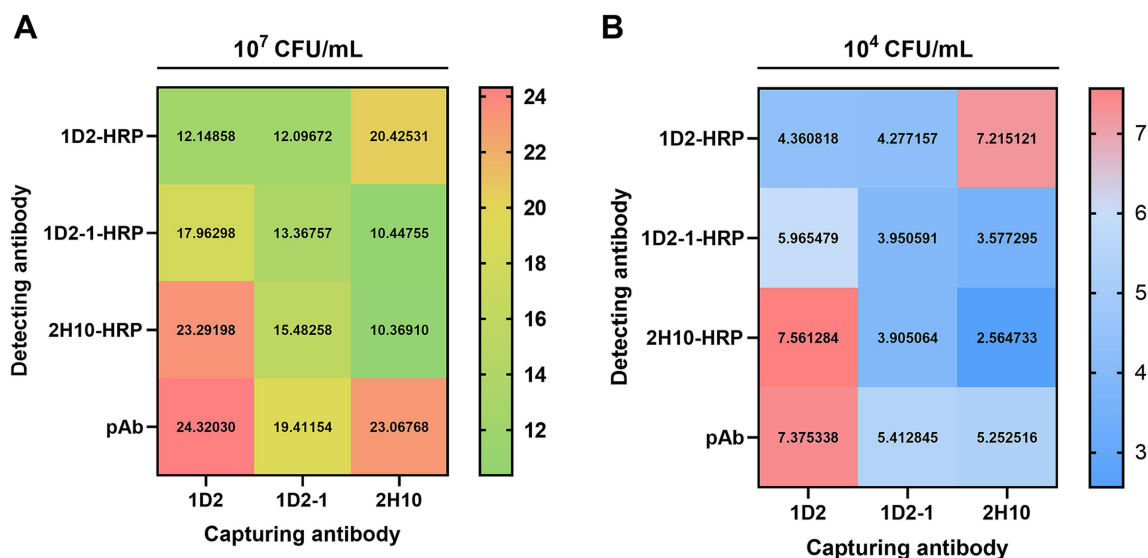 A
10⁷ CFU/mL
Detecting antibody
1D2-HRP
12.14858 12.09672 20.42531
1D2-1-HRP
17.96298 13.36757 10.44755
2H10-HRP
23.29198 15.48258 10.36910
pAb
24.32030 19.41154 23.06768
1D2 1D2-1 2H10
Capturing antibody
24
22
20
18
16
14
12
B
10⁴ CFU/mL
Detecting antibody
1D2-HRP
4.360818 4.277157 7.215121
1D2-1-HRP
5.965479 3.950591 3.577295
2H10-HRP
7.561284 3.905064 2.564733
pAb
7.375338 5.412845 5.252516
1D2 1D2-1 2H10
Capturing antibody
7
6
5
4
3